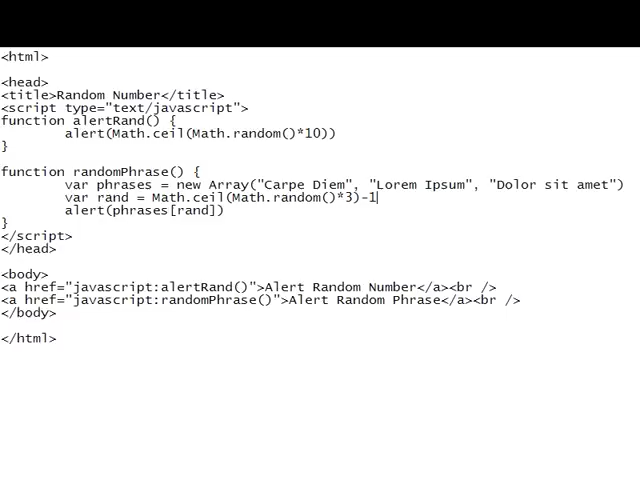 <html>
<head>
<title>Random Number</title>
<script type="text/javascript">
function alertRand() {
alert(Math.ceil(Math.random()*10))
}
function randomPhrase() {
var phrases = new Array("Carpe Diem", "Lorem Ipsum", "Dolor sit amet")
var rand = Math.ceil(Math.random()*3)-1
alert(phrases[rand])
}
</script>
</head>
<body>
<a href="javascript:alertRand()">Alert Random Number</a><br />
<a href="javascript:randomPhrase()">Alert Random Phrase</a><br />
</body>
</html>